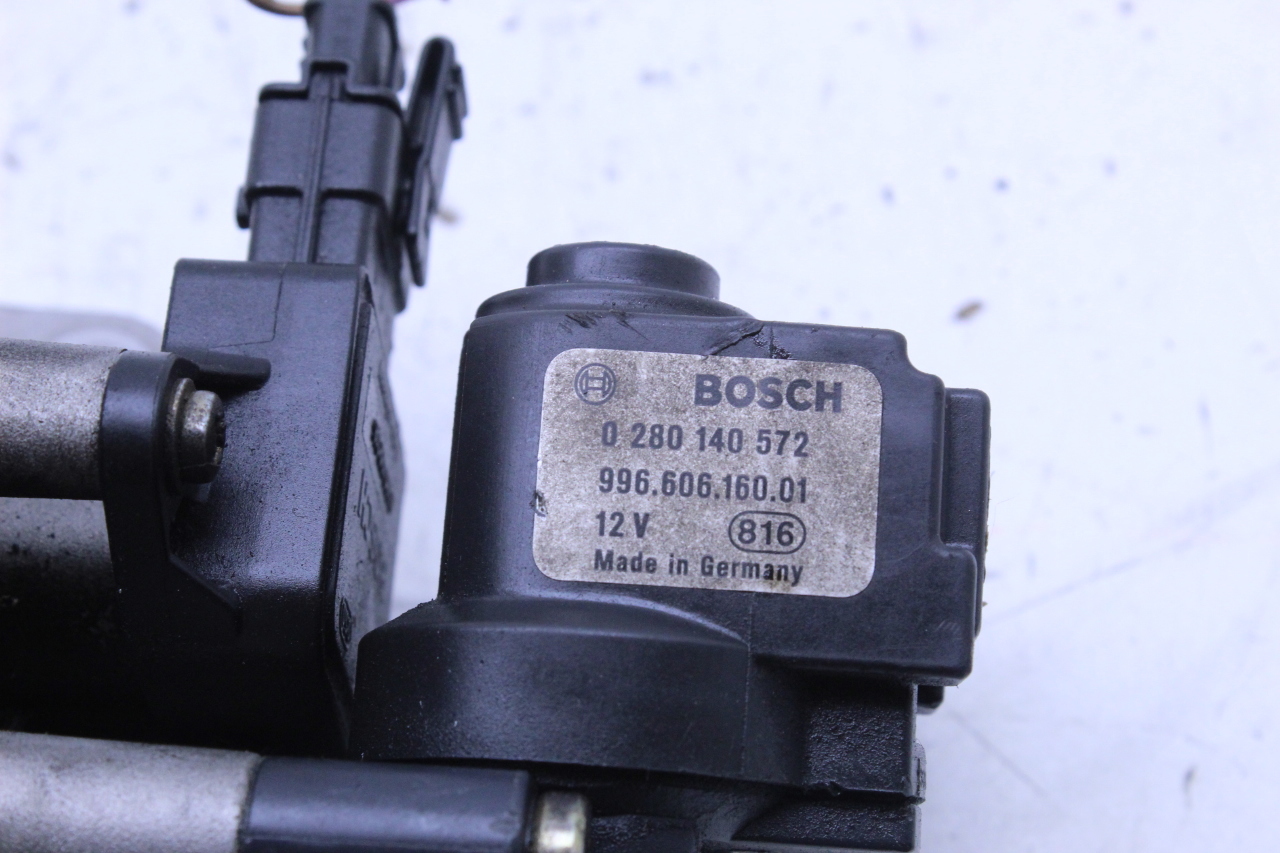 BOSCH
0 280 140 572
996.606.160.01
12 V 816
Made in Germany